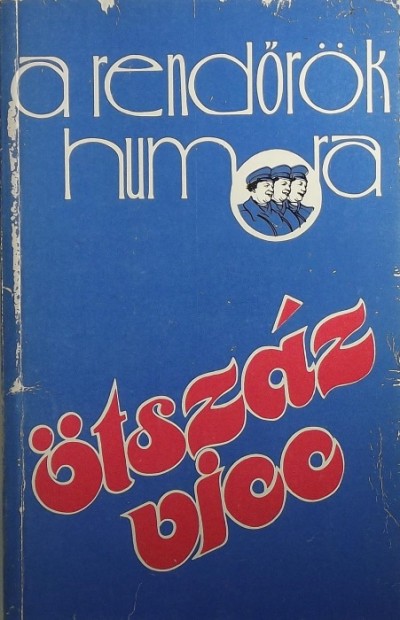 a rendőrök
humora
ötszáz
vicc